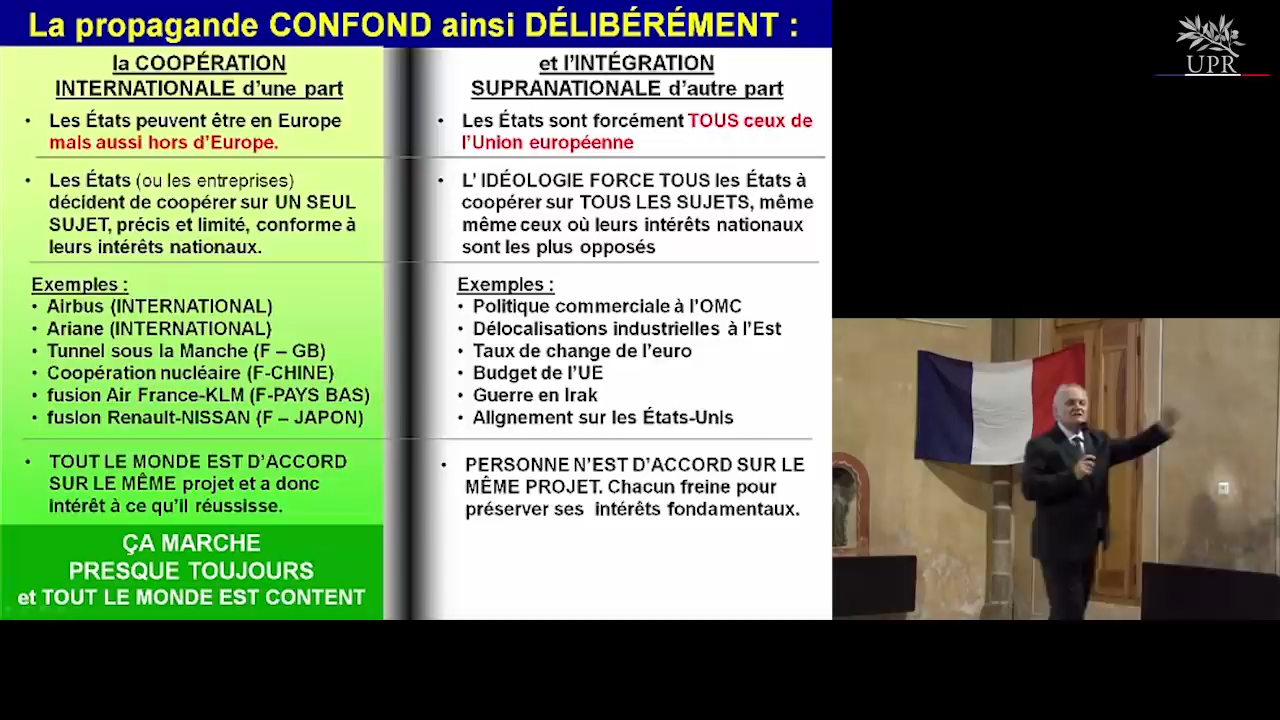 La propagande CONFOND ainsi DÉLIBÉRÉMENT :
la COOPÉRATION
INTERNATIONALE d'une part
• Les États peuvent être en Europe
mais aussi hors d'Europe.
• Les États (ou les entreprises)
décident de coopérer sur UN SEUL
SUJET, précis et limité, conforme à
leurs intérêts nationaux.
Exemples :
• Airbus (INTERNATIONAL)
• Ariane (INTERNATIONAL)
• Tunnel sous la Manche (F – GB)
• Coopération nucléaire (F-CHINE)
• fusion Air France-KLM (F-PAYS BAS)
• fusion Renault-NISSAN (F – JAPON)
• TOUT LE MONDE EST D'ACCORD
SUR LE MÊME projet et a donc
intérêt à ce qu'il réussisse.
ÇA MARCHE
PRESQUE TOUJOURS
et TOUT LE MONDE EST CONTENT
et l'INTÉGRATION
SUPRANATIONALE d'autre part
• Les États sont forcément TOUS ceux de
l'Union européenne
• L' IDÉOLOGIE FORCE TOUS les États à
coopérer sur TOUS LES SUJETS, même
même ceux où leurs intérêts nationaux
sont les plus opposés
Exemples :
• Politique commerciale à l'OMC
• Délocalisations industrielles à l'Est
• Taux de change de l'euro
• Budget de l'UE
• Guerre en Irak
• Alignement sur les États-Unis
• PERSONNE N'EST D'ACCORD SUR LE
MÊME PROJET. Chacun freine pour
préserver ses intérêts fondamentaux.
UPR